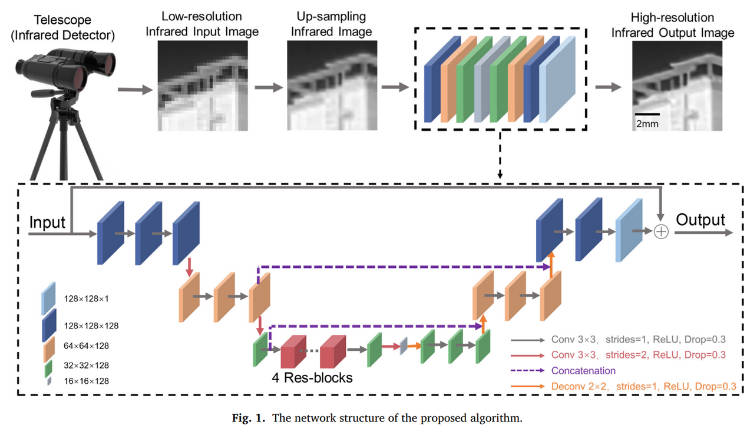 Telescope
(Infrared Detector)
Low-resolution
Infrared Input Image
Up-sampling
Infrared Image
High-resolution
Infrared Output Image
2mm
Input
Output
128×128×1
128×128×128
64×64×128
32×32×128
16×16×128
4 Res-blocks
Conv 3×3, strides=1, ReLU, Drop=0.3
Conv 3×3, strides=2, ReLU, Drop=0.3
Concatenation
Deconv 2×2, strides=1, ReLU, Drop=0.3
Fig. 1. The network structure of the proposed algorithm.